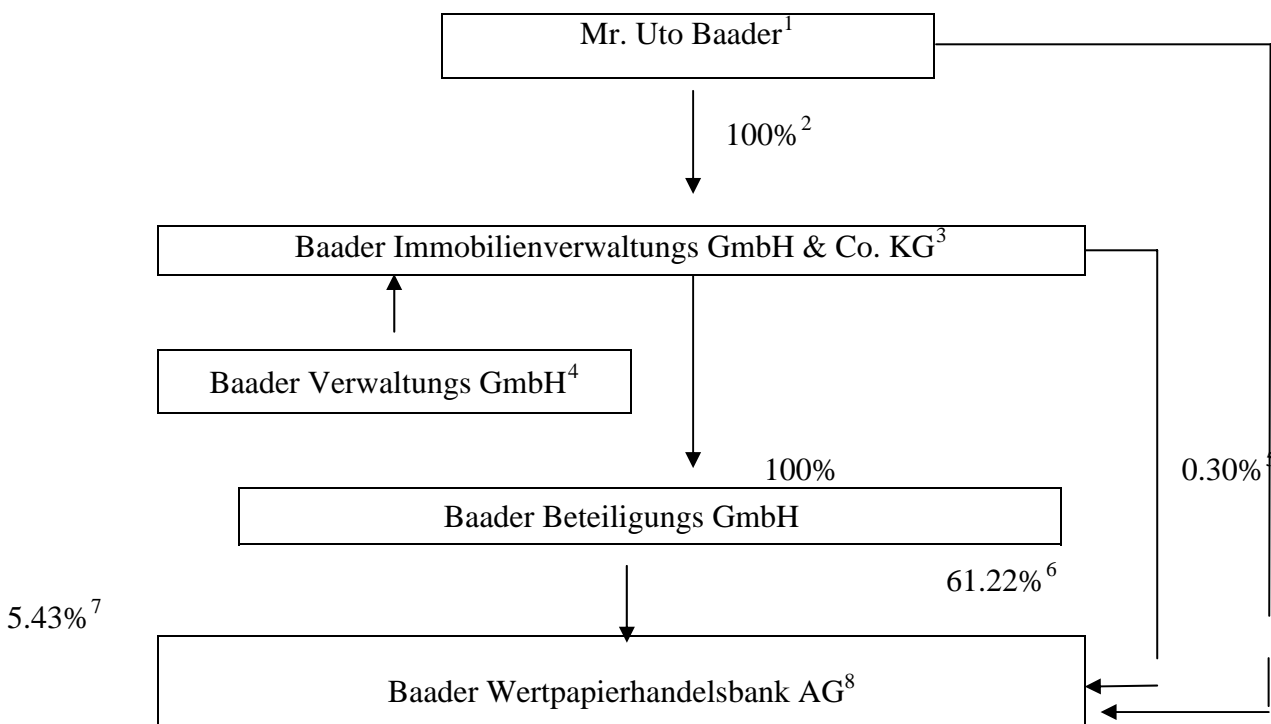 Mr. Uto Baader1
100%2
Baader Immobilienverwaltungs GmbH & Co. KG3
Baader Verwaltungs GmbH4
100%
0.30%
Baader Beteiligungs GmbH
61.22%6
5.43%7
Baader Wertpapierhandelsbank AG8